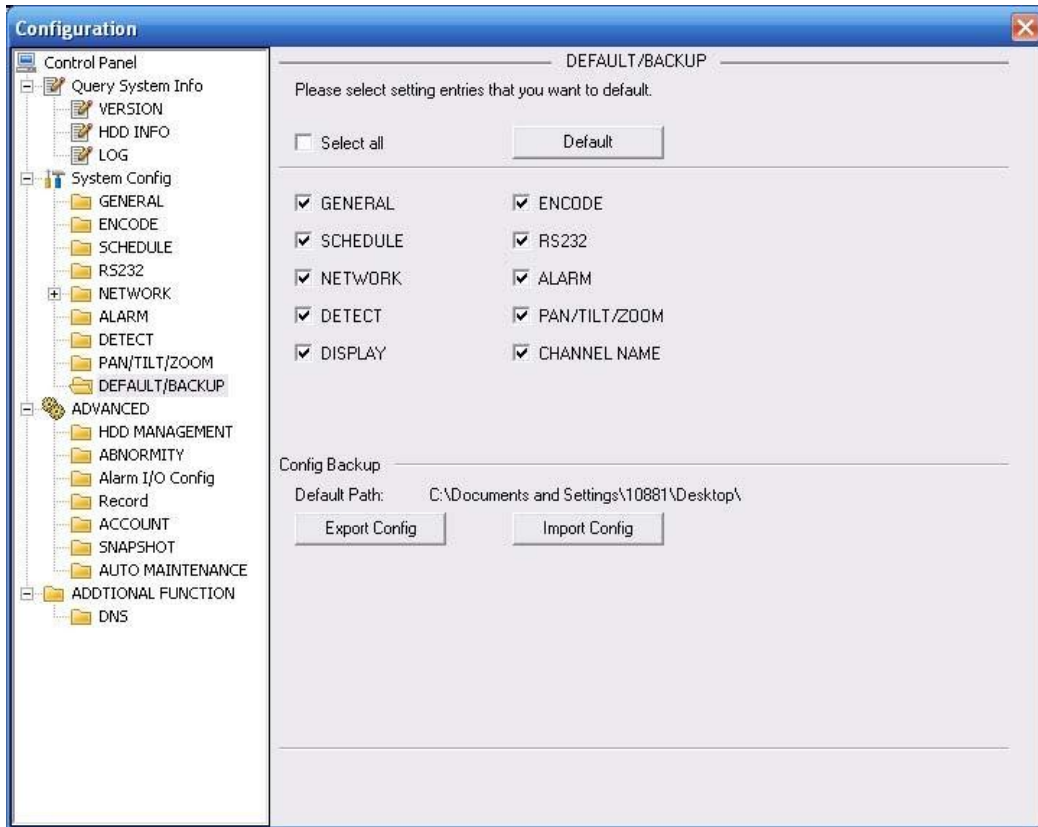 Configuration
Control Panel
Query System Info
VERSION
HDD INFO
LOG
System Config
GENERAL
ENCODE
SCHEDULE
RS232
NETWORK
ALARM
DETECT
PAN/TILT/ZOOM
DEFAULT/BACKUP
ADVANCED
HDD MANAGEMENT
ABNORMITY
Alarm I/O Config
Record
ACCOUNT
SNAPSHOT
AUTO MAINTENANCE
ADDTIONAL FUNCTION
DNS
DEFAULT/BACKUP
Please select setting entries that you want to default.
Select all Default
GENERAL ENCODE
SCHEDULE RS232
NETWORK ALARM
DETECT PAN/TILT/ZOOM
DISPLAY CHANNEL NAME
Config Backup
Default Path: C:\Documents and Settings\10881\Desktop\
Export Config Import Config